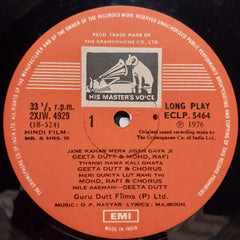 REGD. TRADE MARK OF
THE GRAMOPHONE CO. LTD.
HIS MASTER'S VOICE
33 1/3 r.p.m.
2XJW. 4929
(18-524)
HINDI FILM:
MR. & MRS. 55
1
LONG PLAY
ECLP. 5464
℗ 1976
Original Sound
Recording made by
The Gramophone Co. of India Ltd.
JANE KAHAN MERA JIGAR GAYA JI
GEETA DUTT & MOHD. RAFI
THANDI HAWA KALI GHATA
GEETA DUTT & CHORUS
MERI DUNIYA LUT RAHI THI
MOHD. RAFI & CHORUS
NILE AASMANI—GEETA DUTT
Guru Dutt Films (P) Ltd.
MUSIC: O. P. NAYYAR LYRICS: MAJROOH
EMI
MADE IN INDIA